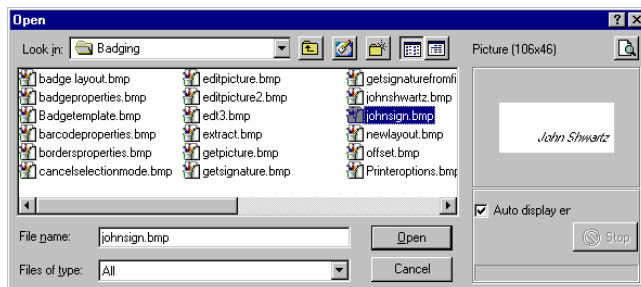 Open
Look in: Badging
Picture (106x46)
badge layout.bmp
badgeproperties.bmp
Badgetemplate.bmp
barcodeproperties.bmp
bordersproperties.bmp
cancelselectionmode.bmp
editpicture.bmp
editpicture2.bmp
edt3.bmp
extract.bmp
getpicture.bmp
getsignature.bmp
getsignaturefromfi
johnshwartz.bmp
johnsign.bmp
newlayout.bmp
offset.bmp
Printeroptions.bmp
John Shwartz
File name: johnsign.bmp
Open
Files of type: All
Cancel
Auto display er
Stop